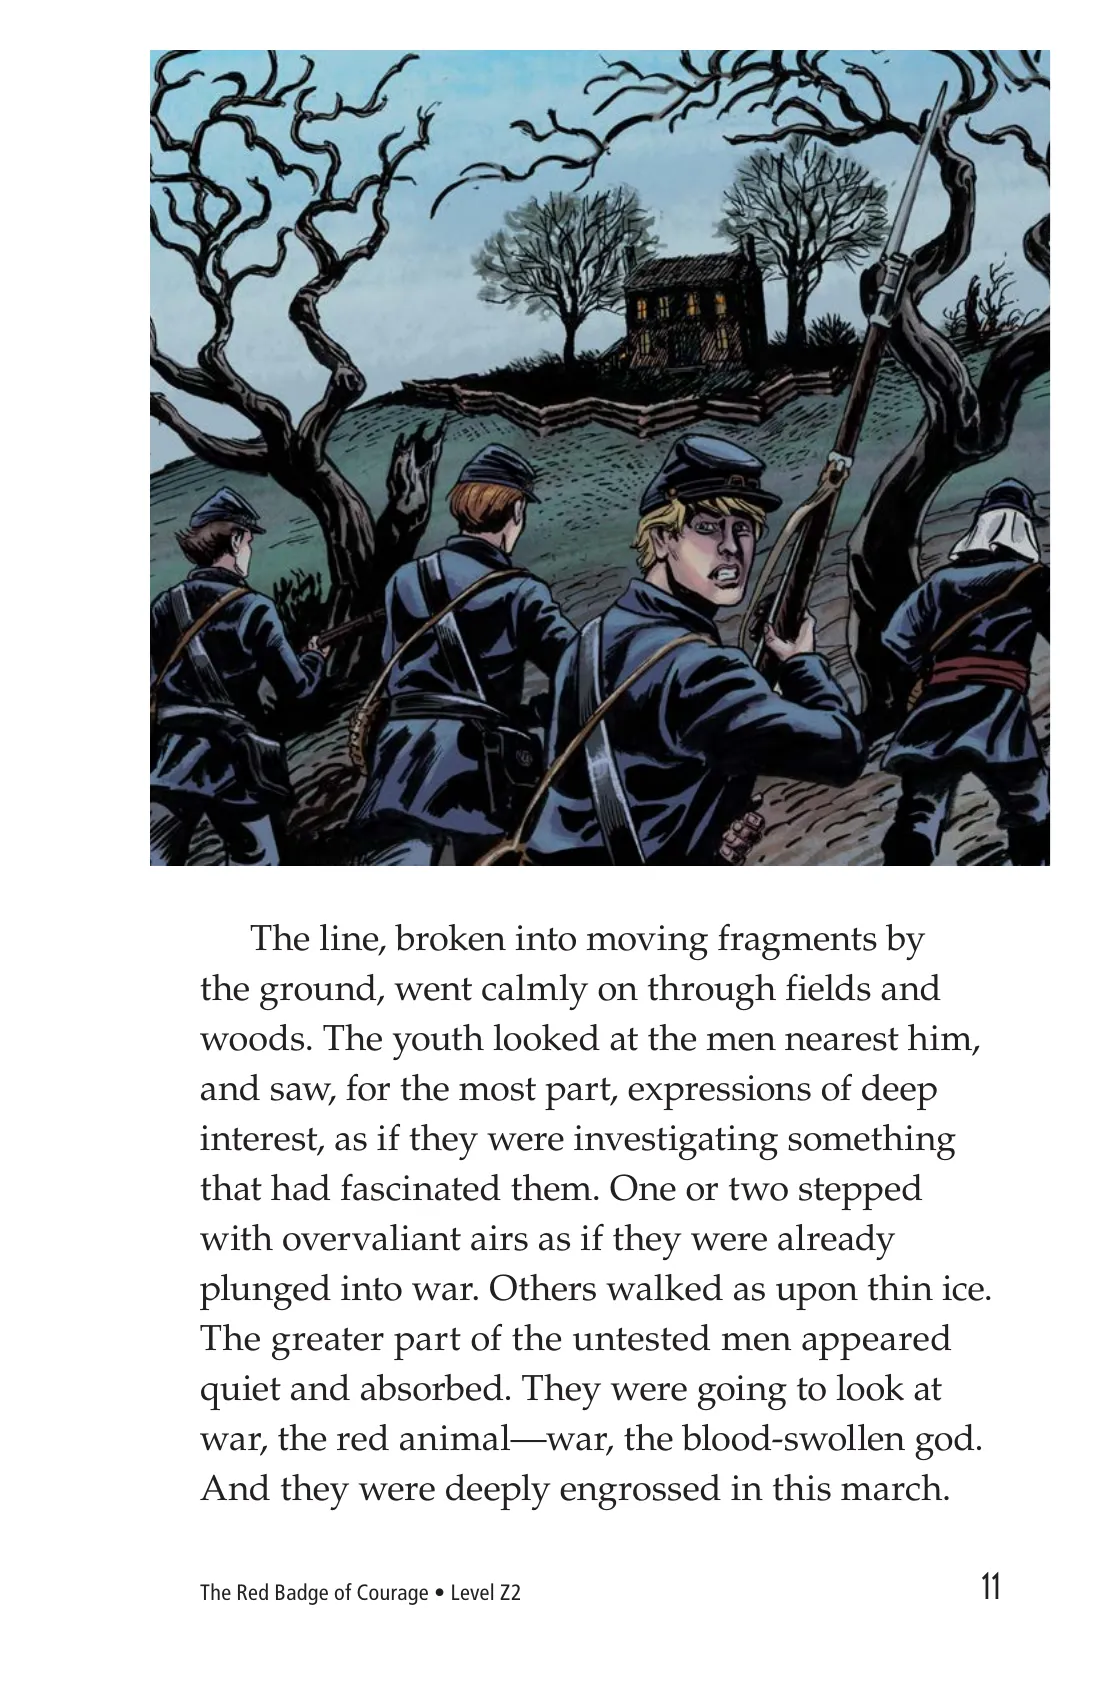 The line, broken into moving fragments by
the ground, went calmly on through fields and
woods. The youth looked at the men nearest him,
and saw, for the most part, expressions of deep
interest, as if they were investigating something
that had fascinated them. One or two stepped
with overvaliant airs as if they were already
plunged into war. Others walked as upon thin ice.
The greater part of the untested men appeared
quiet and absorbed. They were going to look at
war, the red animal—war, the blood-swollen god.
And they were deeply engrossed in this march.
The Red Badge of Courage • Level Z2
11